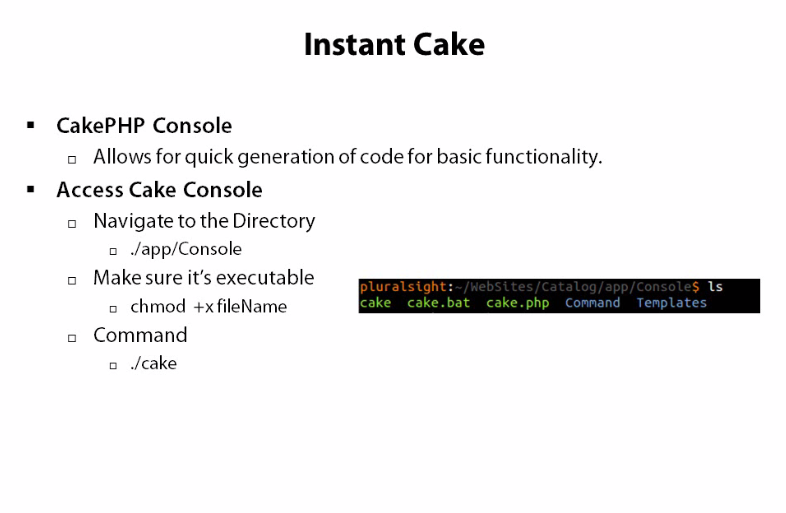 Instant Cake
CakePHP Console
Allows for quick generation of code for basic functionality.
Access Cake Console
Navigate to the Directory
./app/Console
Make sure it's executable
chmod +x fileName
Command
./cake
pluralsight:~/WebSites/Catalog/app/Console$ ls
cake cake.bat cake.php Command Templates